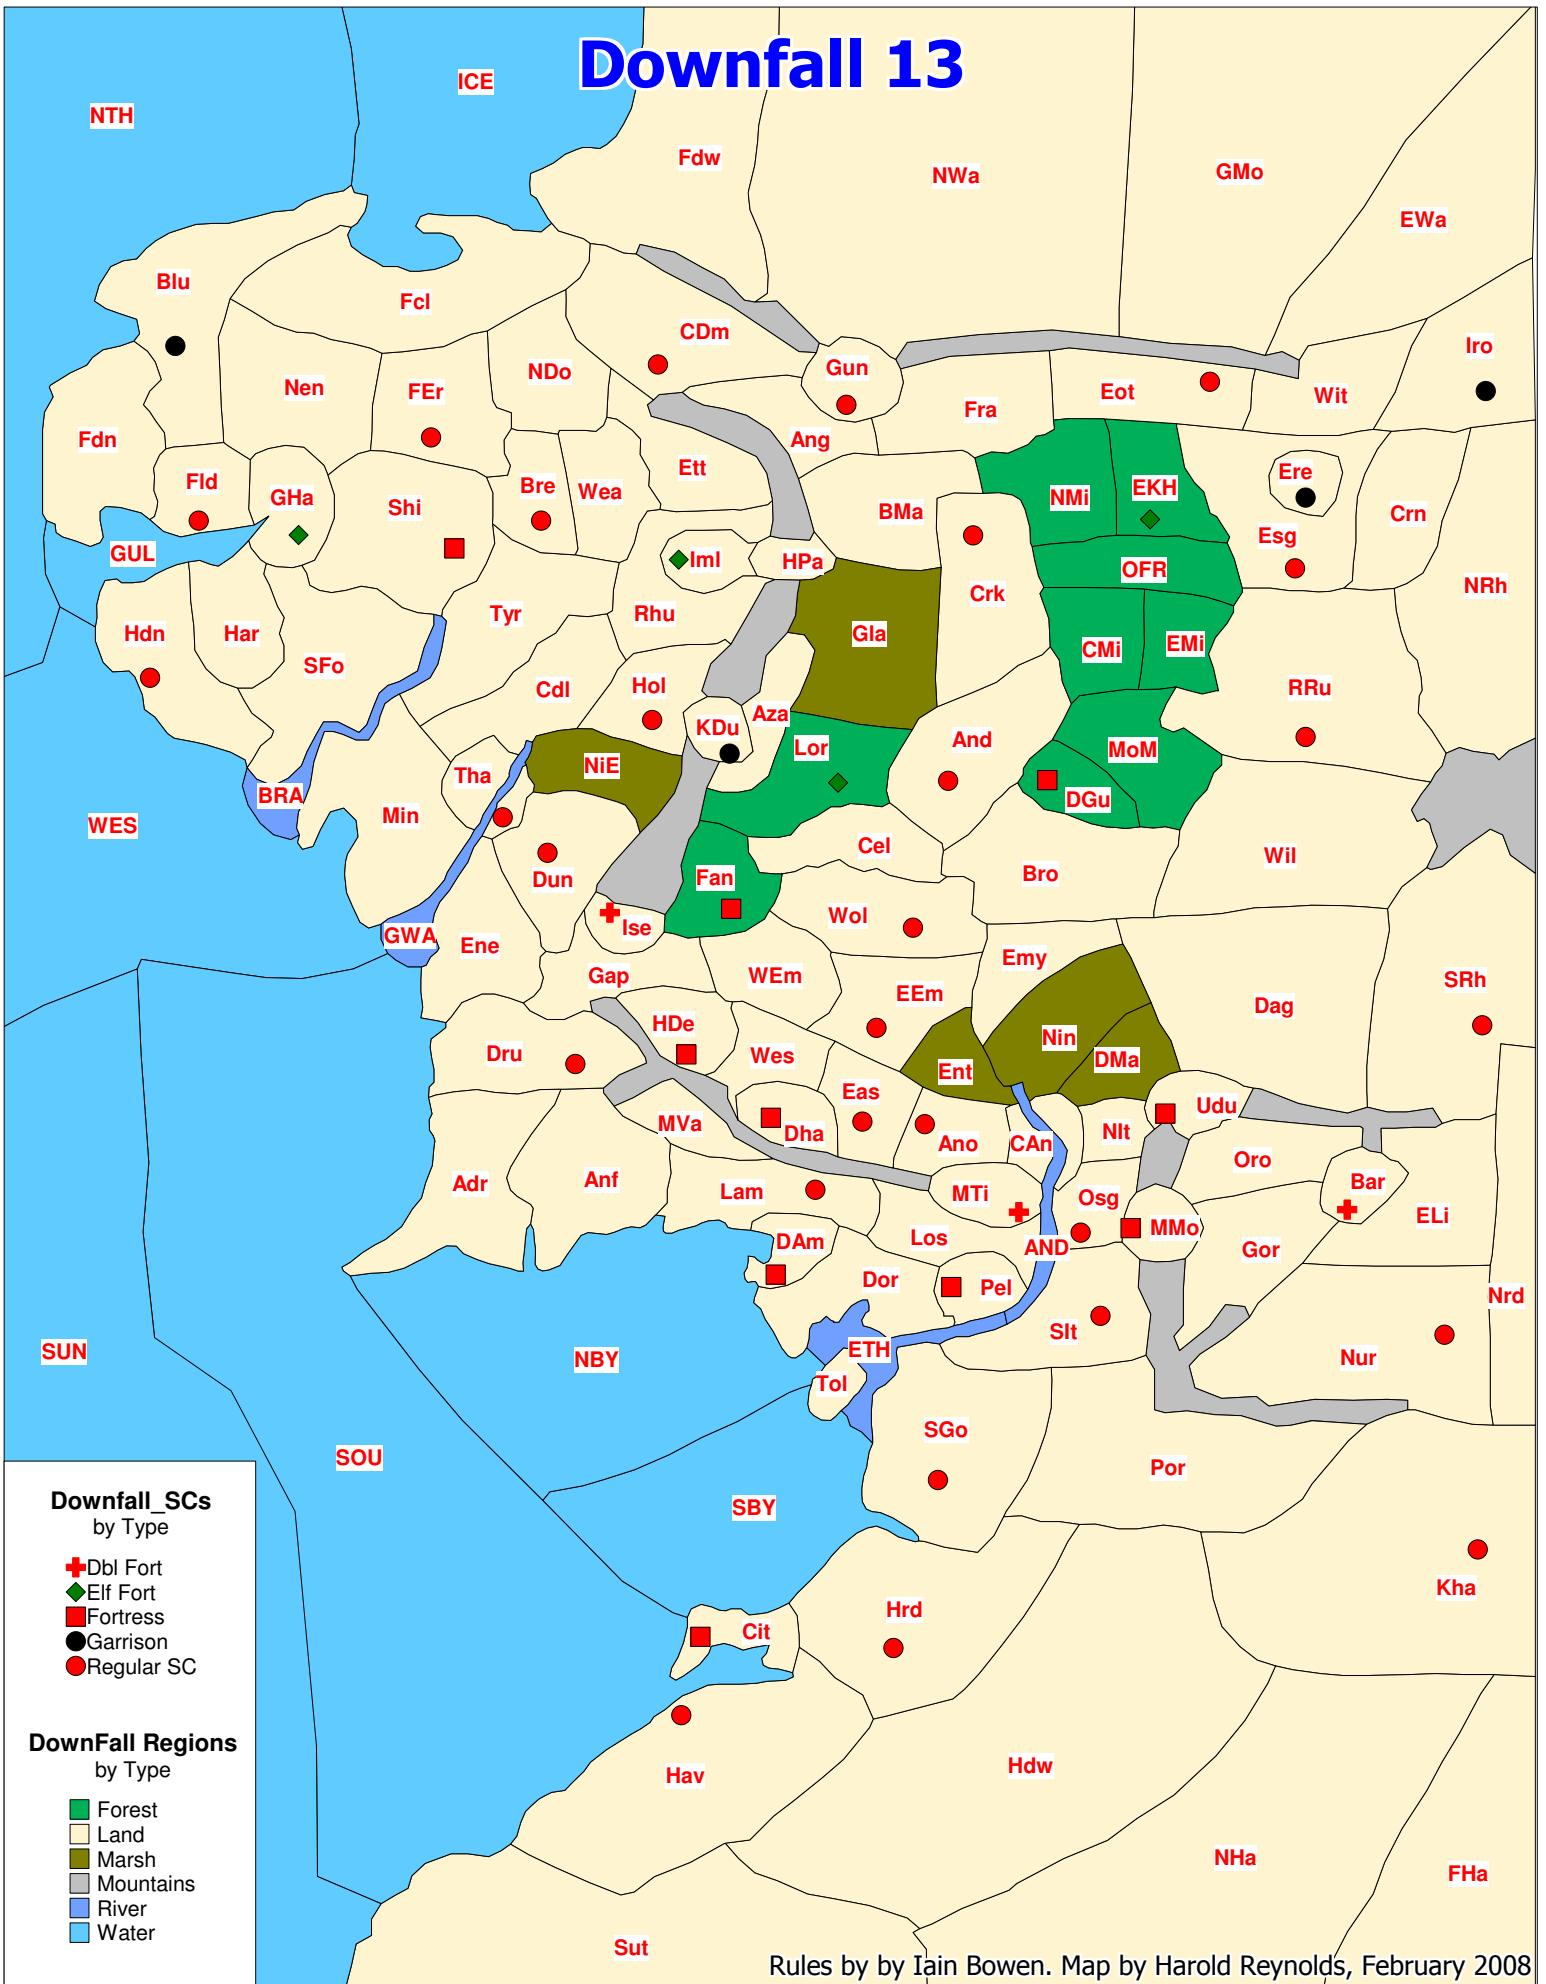 Downfall 13
ICE
NTH
Fdw
NWa
GMo
EWa
Blu
Fcl
CDm
Iro
Gun
NDo
Nen
FEr
Eot
Wit
Fra
Fdn
Ang
Ett
Ere
Fld
Bre
Wea
EKH
GHa
NMi
Shi
BMa
Crn
Esg
GUL
Iml
HPa
OFR
NRh
Crk
Tyr
Rhu
Hdn
Har
Gla
EMi
CMi
SFo
Cdl
Hol
RRu
Aza
KDu
And
Lor
MoM
NiE
Tha
BRA
DGu
WES
Min
Cel
Wil
Dun
Fan
Bro
Wol
Ise
GWA
Ene
Emy
Gap
WEm
SRh
EEm
Dag
HDe
Nin
Dru
Wes
DMa
Ent
Eas
Udu
MVa
Dha
NIt
Ano
CAn
Oro
Adr
Anf
Lam
MTi
Osg
Bar
ELi
MMo
Los
DAm
AND
Gor
Dor
Pel
Nrd
SIt
SUN
ETH
NBY
Nur
Tol
SGo
SOU
Por
SBY
Kha
Hrd
Cit
Hdw
Hav
NHa
FHa
Sut
Downfall_SCs
by Type
Dbl Fort
Elf Fort
Fortress
Garrison
Regular SC
DownFall Regions
by Type
Forest
Land
Marsh
Mountains
River
Water
Rules by by Iain Bowen. Map by Harold Reynolds, February 2008